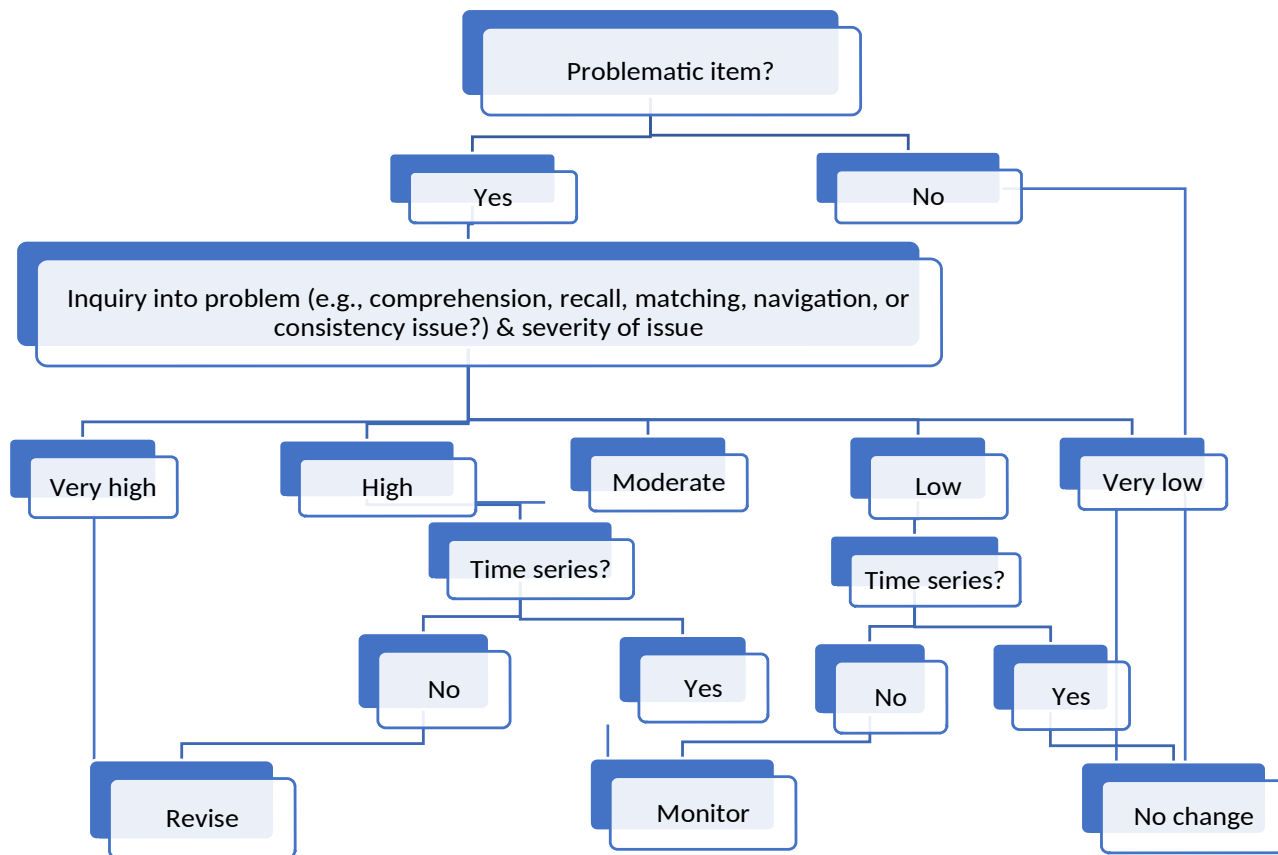 Problematic item?
Yes
No
Inquiry into problem (e.g., comprehension, recall, matching, navigation, or
consistency issue?) & severity of issue
Very high
High
Moderate
Low
Very low
Time series?
Time series?
No
Yes
No
Yes
Revise
Monitor
No change